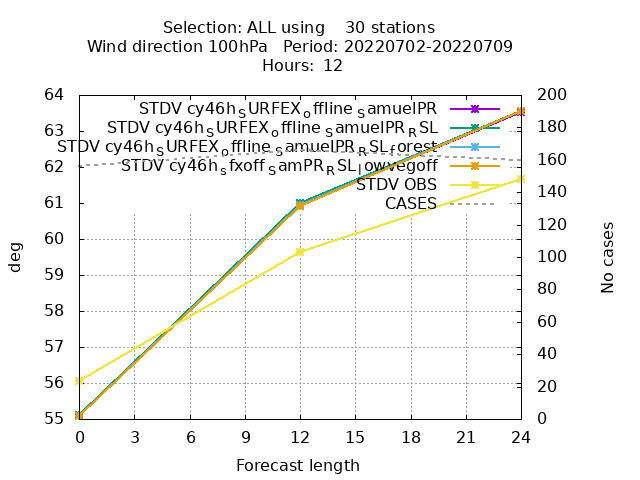 Selection: ALL using    30 stations
Wind direction 100hPa   Period: 20220702-20220709
Hours:  12
STDV cy46h_SURFEX_offline_SamuelPR
STDV cy46h_SURFEX_offline_SamuelPR_RSL
STDV cy46h_SURFEX_offline_SamuelPR_RSL_forest
STDV cy46h_sfxoff_SamPR_RSL_lowvegoff
STDV OBS
CASES
64
63
62
61
60
59
58
57
56
55
deg
200
180
160
140
120
100
80
60
40
20
0
No cases
0 3 6 9 12 15 18 21 24
Forecast length